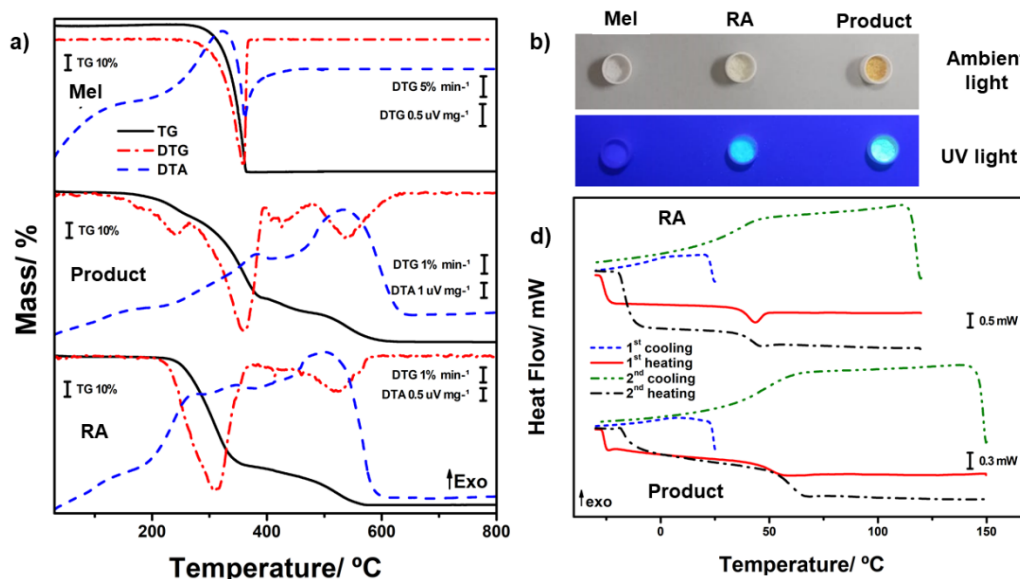 a)
Mass/ %
TG 10%
Mel
TG
DTG
DTA
DTG 5% min-¹
DTG 0.5 uV mg-¹
TG 10%
Product
DTG 1% min-¹
DTA 1 uV mg-¹
TG 10%
RA
DTG 1% min-¹
DTA 0.5 uV mg-¹
↑Exo
200 400 600 800
Temperature/ ºC
b)
Mel RA Product
Ambient
light
UV light
d)
Heat Flow/ mW
RA
0.5 mW
1st cooling
1st heating
2nd cooling
2nd heating
0.3 mW
Product
↑exo
0 50 100 150
Temperature/ ºC